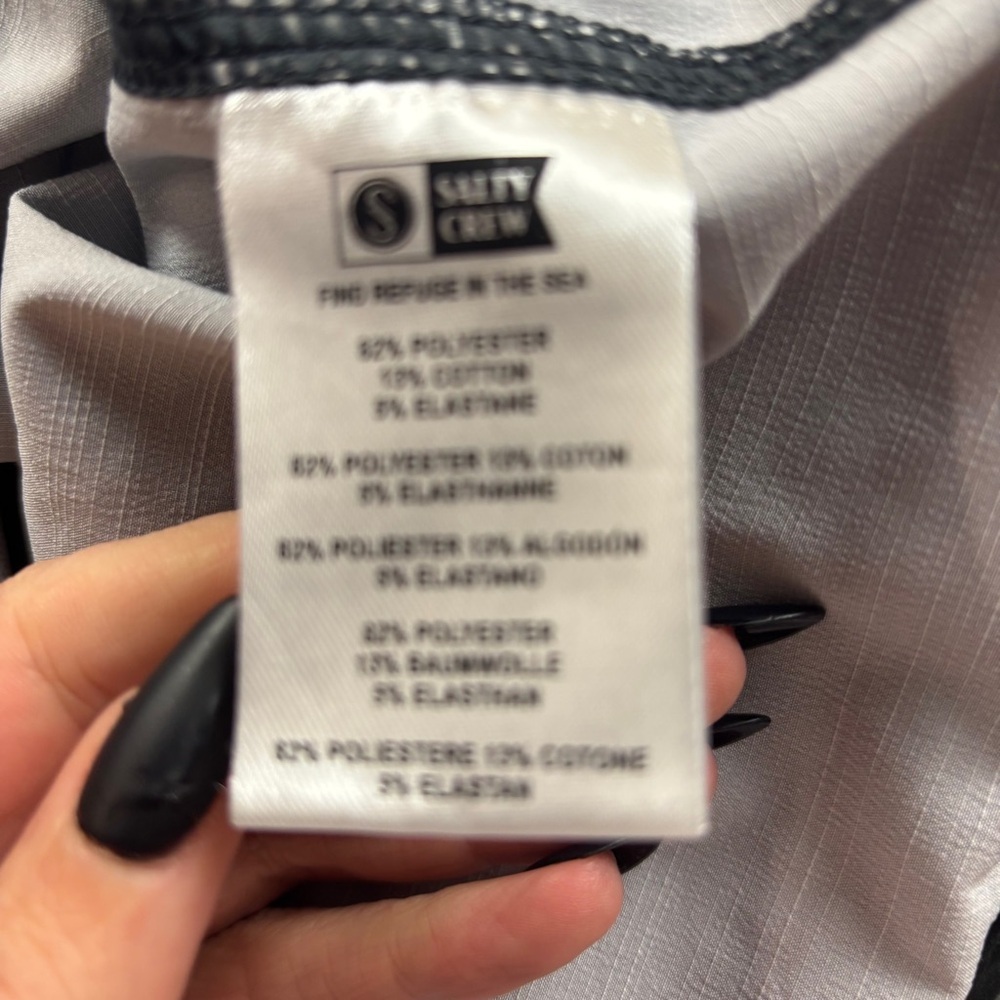 SALTY
CREW
FIND REFUGE IN THE SEA
82% POLYESTER
13% COTTON
5% ELASTANE
82% POLYESTER 13% COTON
5% ELASTHANNE
82% POLIESTER 13% ALGODÓN
5% ELASTANO
82% POLYESTER
13% BAUMWOLLE
5% ELASTHAN
82% POLIESTERE 13% COTONE
5% ELASTAN